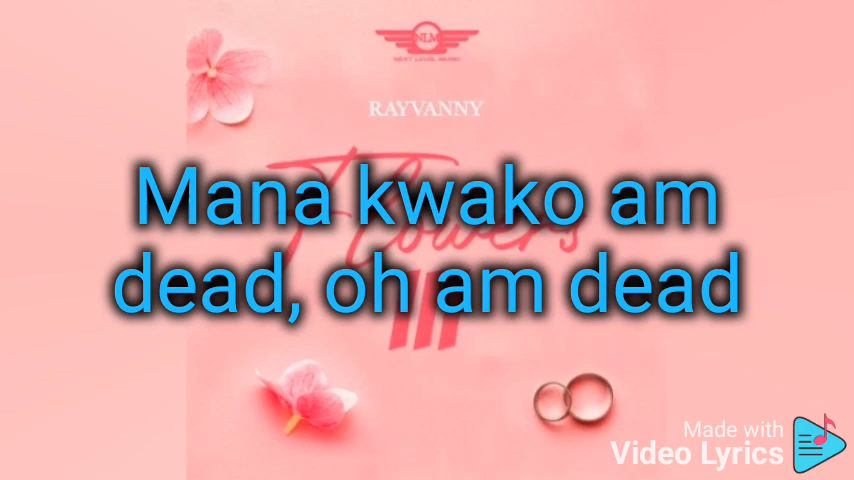 NLM
NEXT LEVEL MUSIC
RAYVANNY
Flowers
III
Mana kwako am
dead, oh am dead
Made with
Video Lyrics